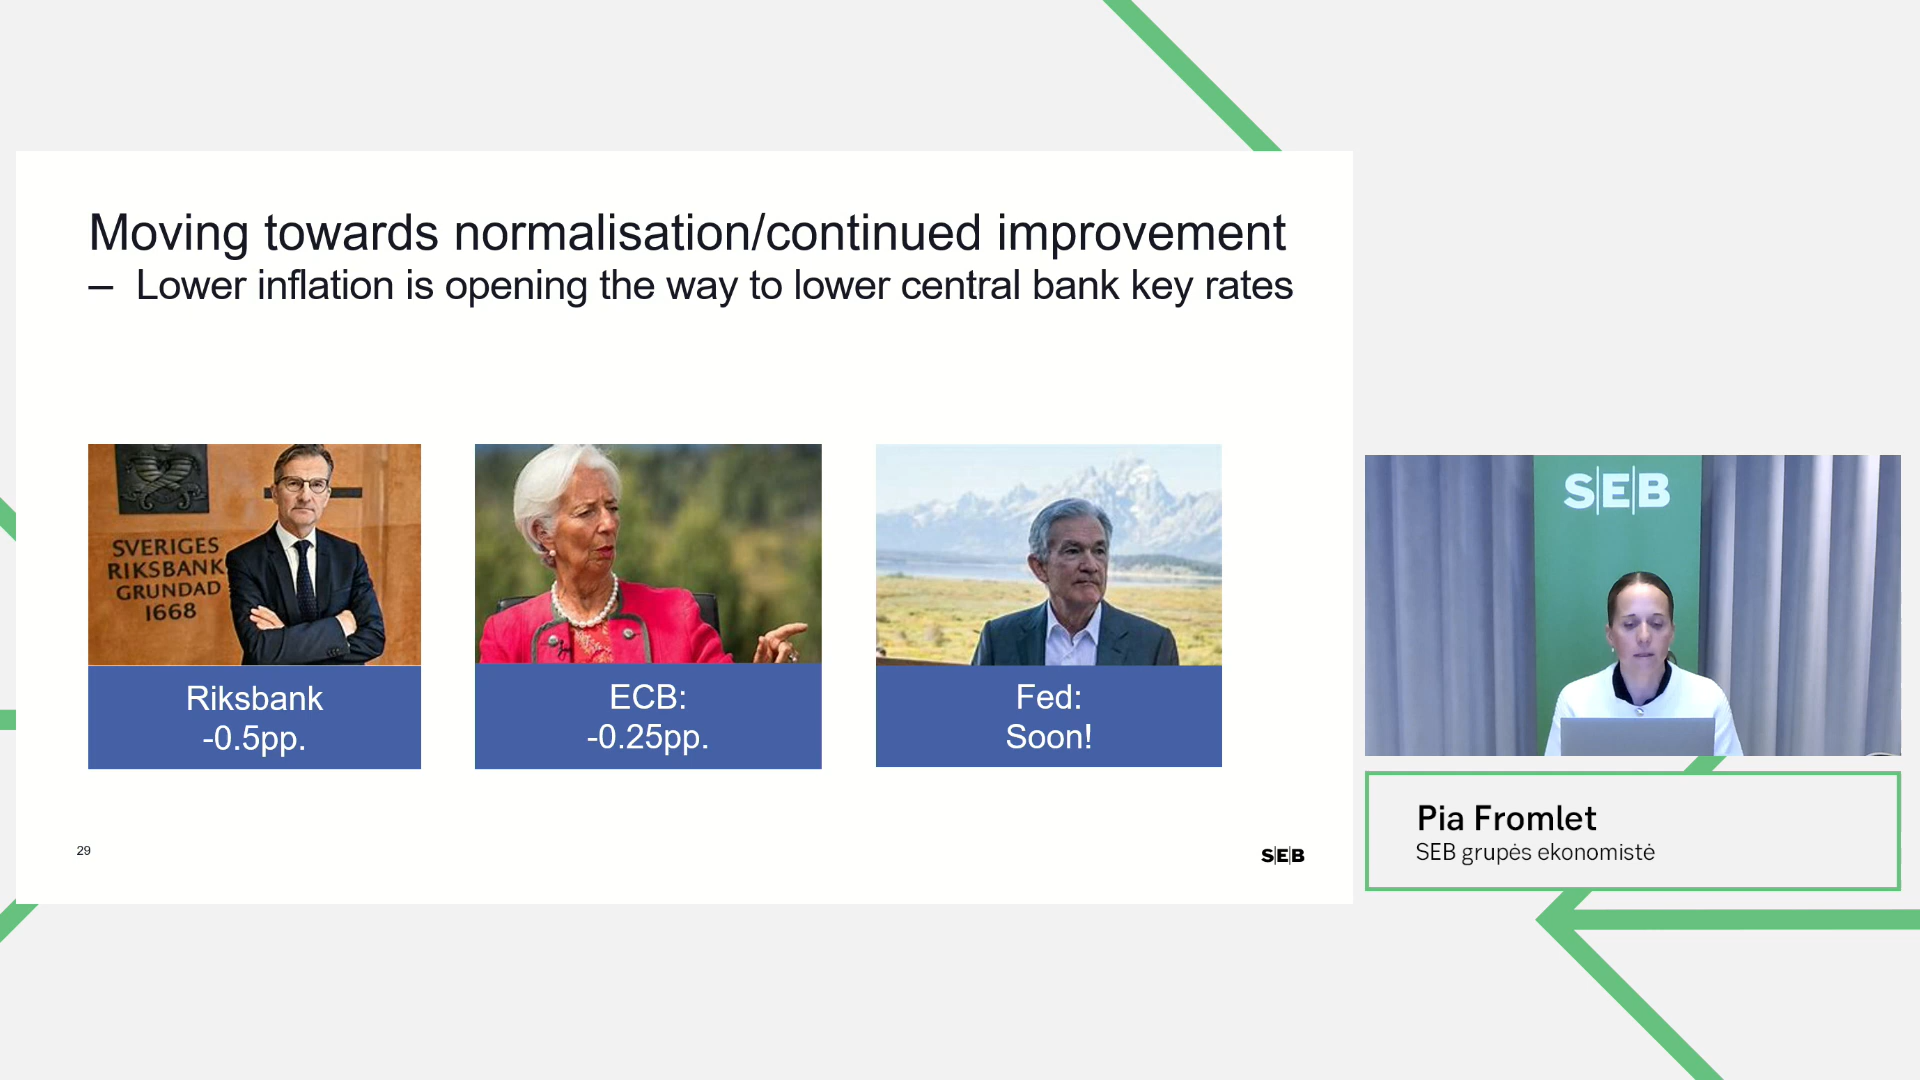 Moving towards normalisation/continued improvement
– Lower inflation is opening the way to lower central bank key rates
SVERIGES
RIKSBANK
GRUNDAD
1668
Riksbank
-0.5pp.
ECB:
-0.25pp.
Fed:
Soon!
29
SEB
SEB
Pia Fromlet
SEB grupės ekonomistė